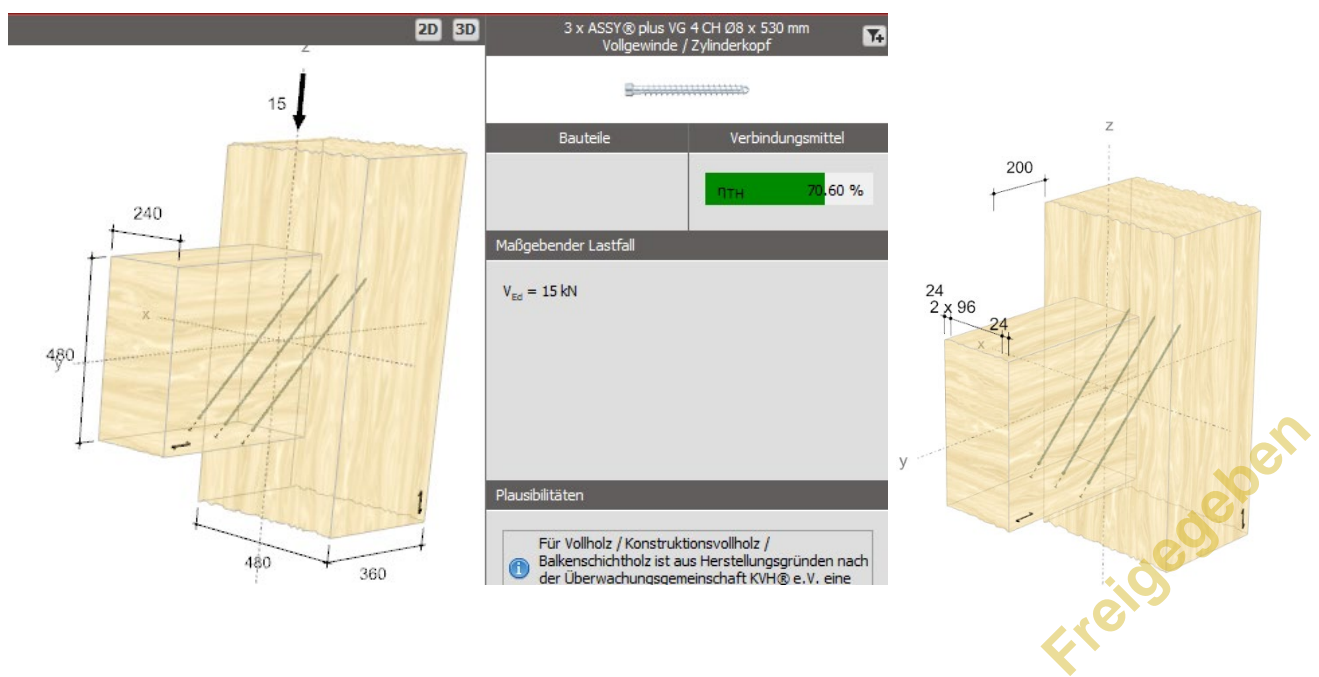 2D 3D
z
15
240
x
480
y
480
360
3 x ASSY® plus VG 4 CH Ø8 x 530 mm
Vollgewinde / Zylinderkopf
Bauteile Verbindungsmittel
ηTH 70.60 %
Maßgebender Lastfall
VEd = 15 kN
Plausibilitäten
Für Vollholz / Konstruktionsvollholz /
Balkenschichtholz ist aus Herstellungsgründen nach
der Überwachungsgemeinschaft KVH® e.V. eine
z
200
24
2 x 96
24
x
y
Freigegeben